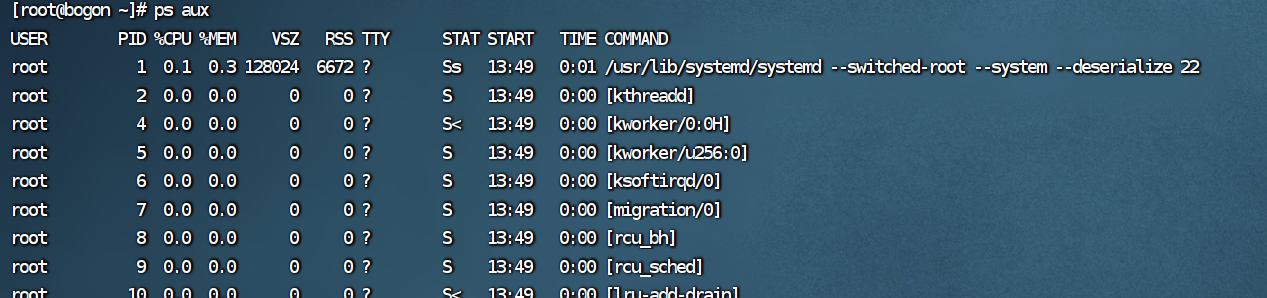 [root@bogon ~]# ps aux
USER PID %CPU %MEM VSZ RSS TTY STAT START TIME COMMAND
root 1 0.1 0.3 128024 6672 ? Ss 13:49 0:01 /usr/lib/systemd/systemd --switched-root --system --deserialize 22
root 2 0.0 0.0 0 0 ? S 13:49 0:00 [kthreadd]
root 4 0.0 0.0 0 0 ? S< 13:49 0:00 [kworker/0:0H]
root 5 0.0 0.0 0 0 ? S 13:49 0:00 [kworker/u256:0]
root 6 0.0 0.0 0 0 ? S 13:49 0:00 [ksoftirqd/0]
root 7 0.0 0.0 0 0 ? S 13:49 0:00 [migration/0]
root 8 0.0 0.0 0 0 ? S 13:49 0:00 [rcu_bh]
root 9 0.0 0.0 0 0 ? S 13:49 0:00 [rcu_sched]
root 10 0.0 0.0 0 0 ? S< 13:49 0:00 [lru-add-drain]